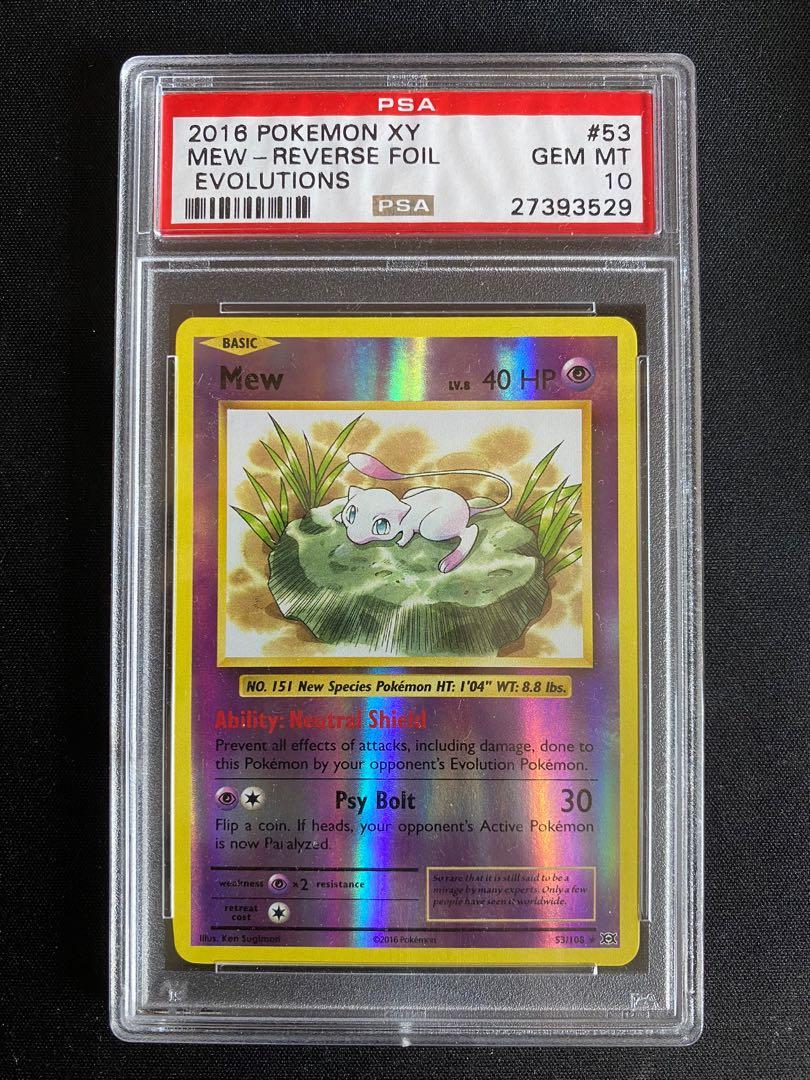 PSA
2016 POKEMON XY #53
MEW - REVERSE FOIL GEM MT
EVOLUTIONS 10
PSA 27393529
BASIC
Mew LV.8 40 HP
NO. 151 New Species Pokémon HT: 1'04" WT: 8.8 lbs.
Ability: Neutral Shield
Prevent all effects of attacks, including damage, done to
this Pokémon by your opponent's Evolution Pokémon.
Psy Bolt 30
Flip a coin. If heads, your opponent's Active Pokémon
is now Paralyzed.
weakness ×2 resistance
retreat
cost
So rare that it is still said to be a
mirage by many experts. Only a few
people have seen it worldwide.
Illus. Ken Sugimori ©2016 Pokémon 53/108 ★